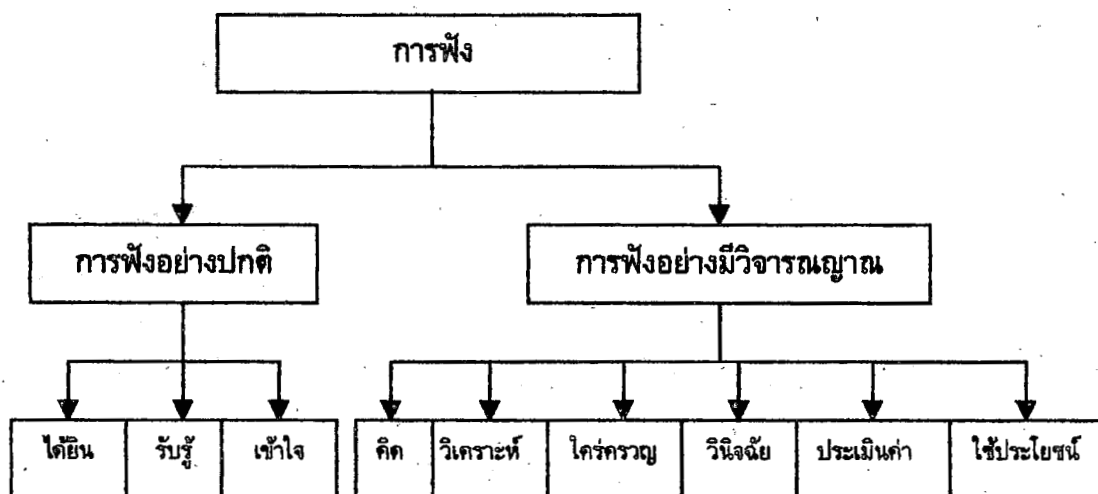 การฟัง
การฟังอย่างปกติ
การฟังอย่างมีวิจารณญาณ
ได้ยิน
รับรู้
เข้าใจ
คิด
วิเคราะห์
ใคร่ครวญ
วินิจฉัย
ประเมินค่า
ใช้ประโยชน์